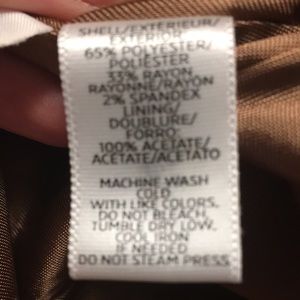 SHELL/EXTERIEUR/
EXTERIOR
65% POLYESTER/
POLIESTER
33% RAYON
RAYONNE/RAYON
2% SPANDEX
LINING/
DOUBLURE/
FORRO:
100% ACETATE/
ACETATE/ACETATO
MACHINE WASH
COLD
WITH LIKE COLORS,
DO NOT BLEACH,
TUMBLE DRY LOW,
COOL IRON
IF NEEDED
DO NOT STEAM PRESS